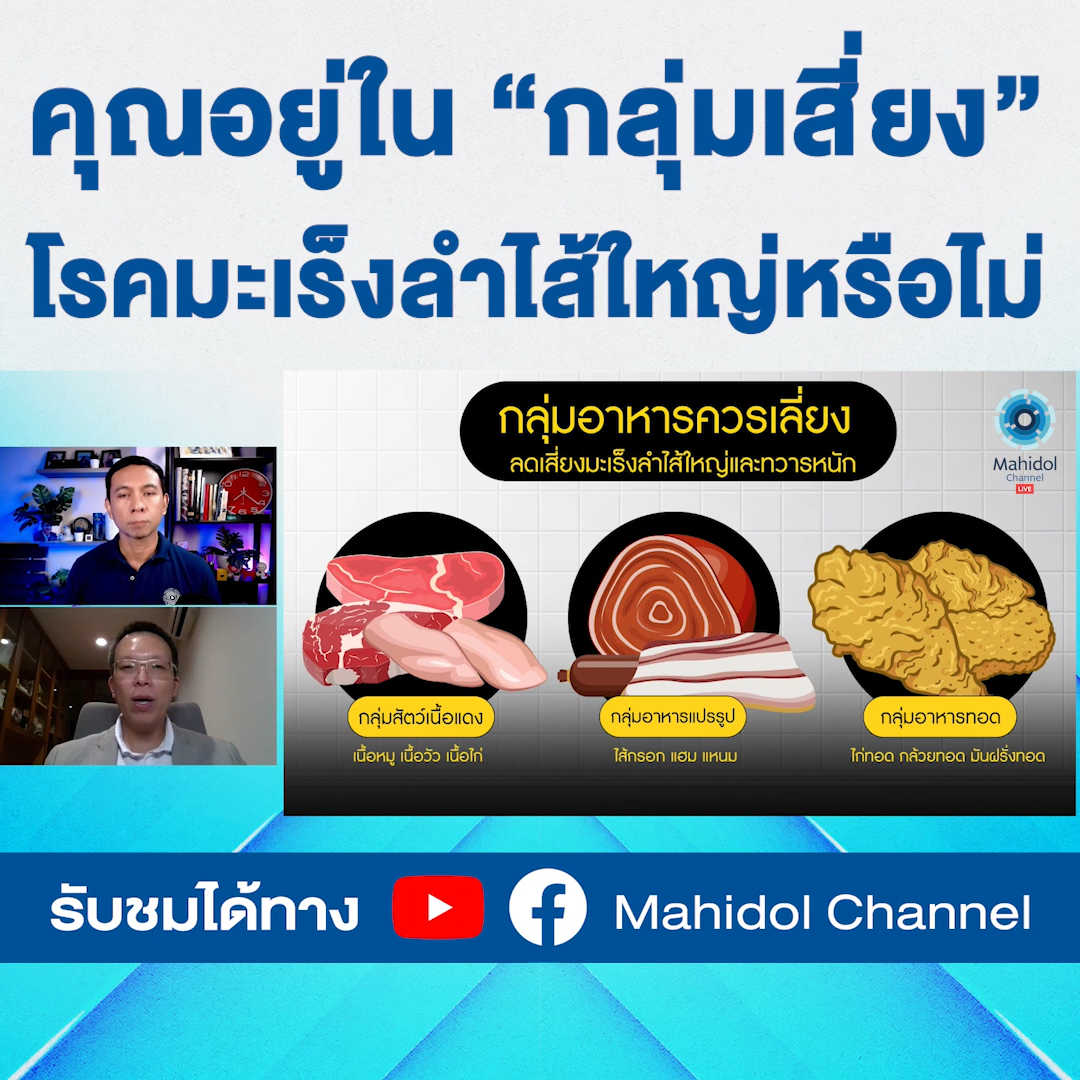 คุณอยู่ใน “กลุ่มเสี่ยง”
โรคมะเร็งลำไส้ใหญ่หรือไม่
กลุ่มอาหารควรเลี่ยง
ลดเสี่ยงมะเร็งลำไส้ใหญ่และทวารหนัก
Mahidol
Channel
LIVE
กลุ่มสัตว์เนื้อแดง
กลุ่มอาหารแปรรูป
กลุ่มอาหารทอด
เนื้อหมู เนื้อวัว เนื้อไก่
ไส้กรอก แฮม แหนม
ไก่ทอด กล้วยทอด มันฝรั่งทอด
รับชมได้ทาง Mahidol Channel